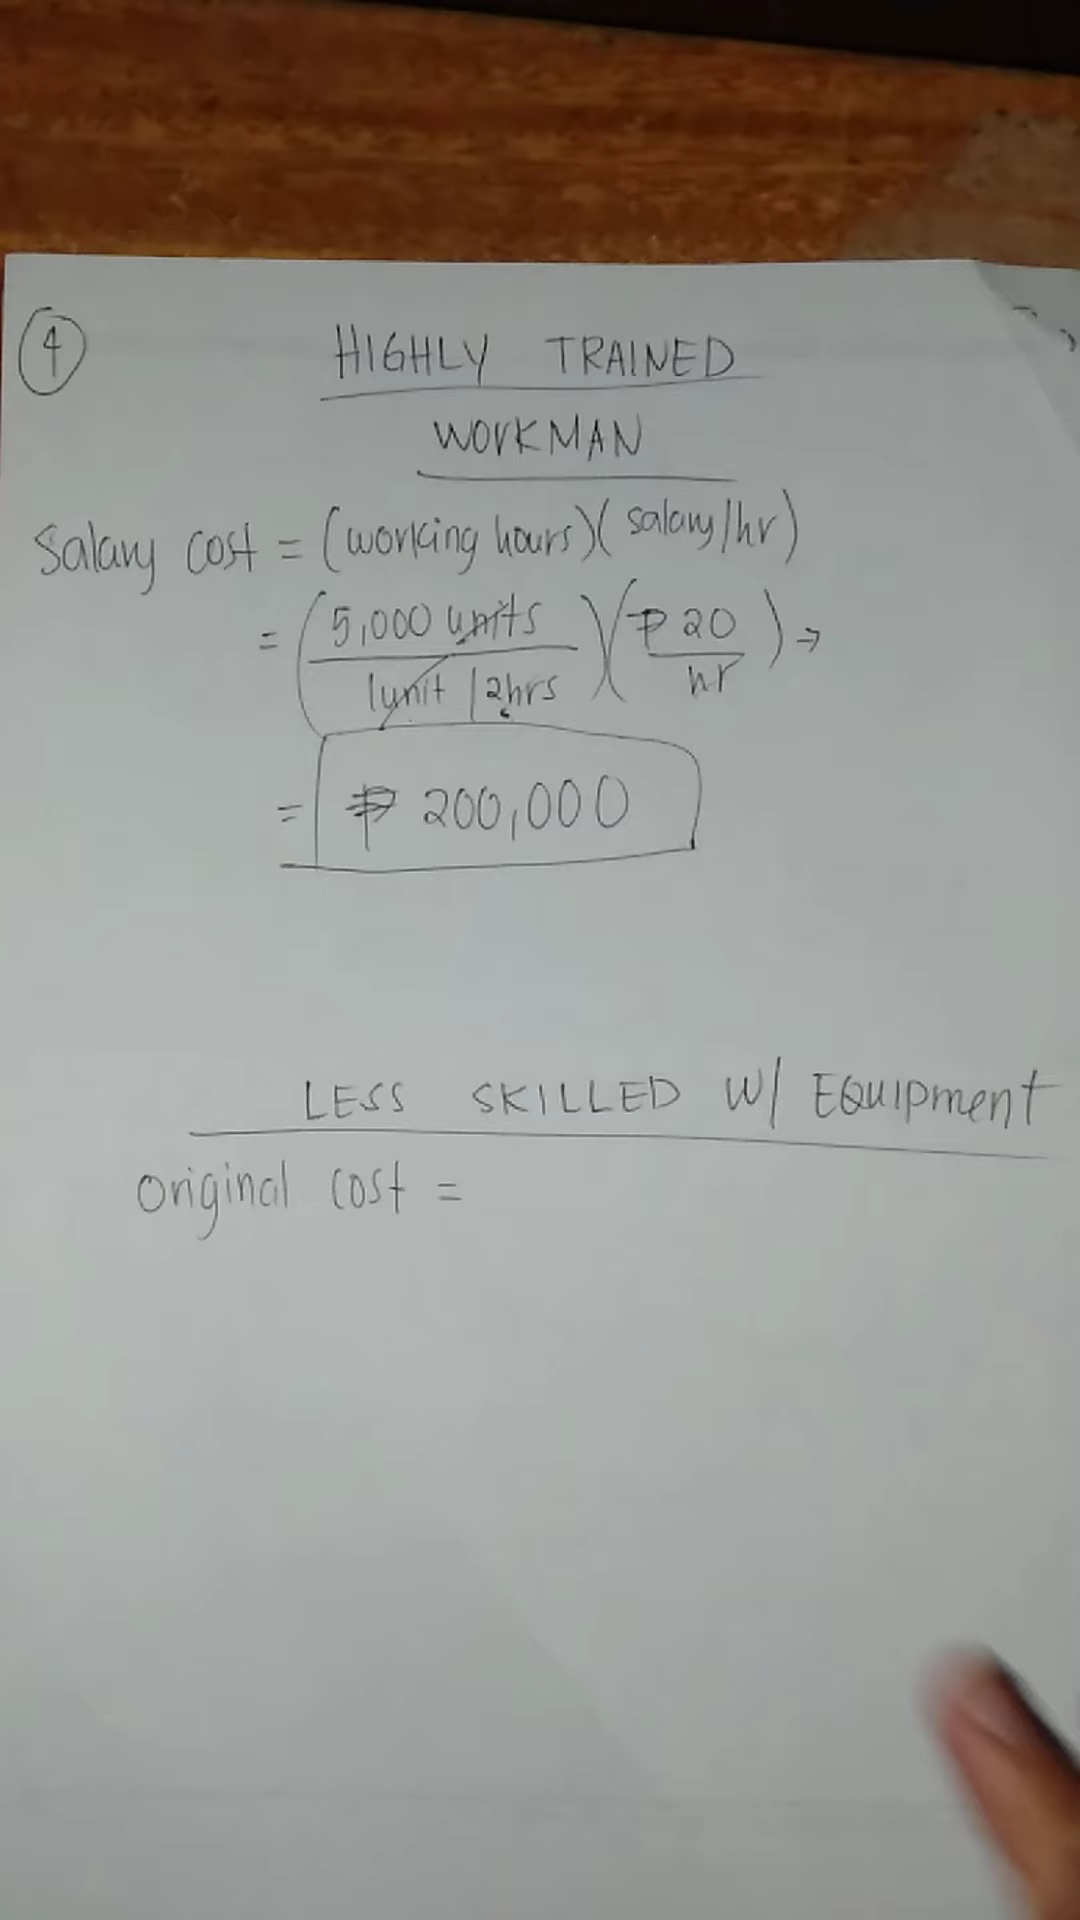 4
HIGHLY TRAINED
WORKMAN
Salary cost = (working hours)(salary/hr)
= (5,000 units / 1unit | 2hrs)(₱20 / hr) →
= ₱ 200,000
LESS SKILLED W/ EQUIPMENT
Original cost =